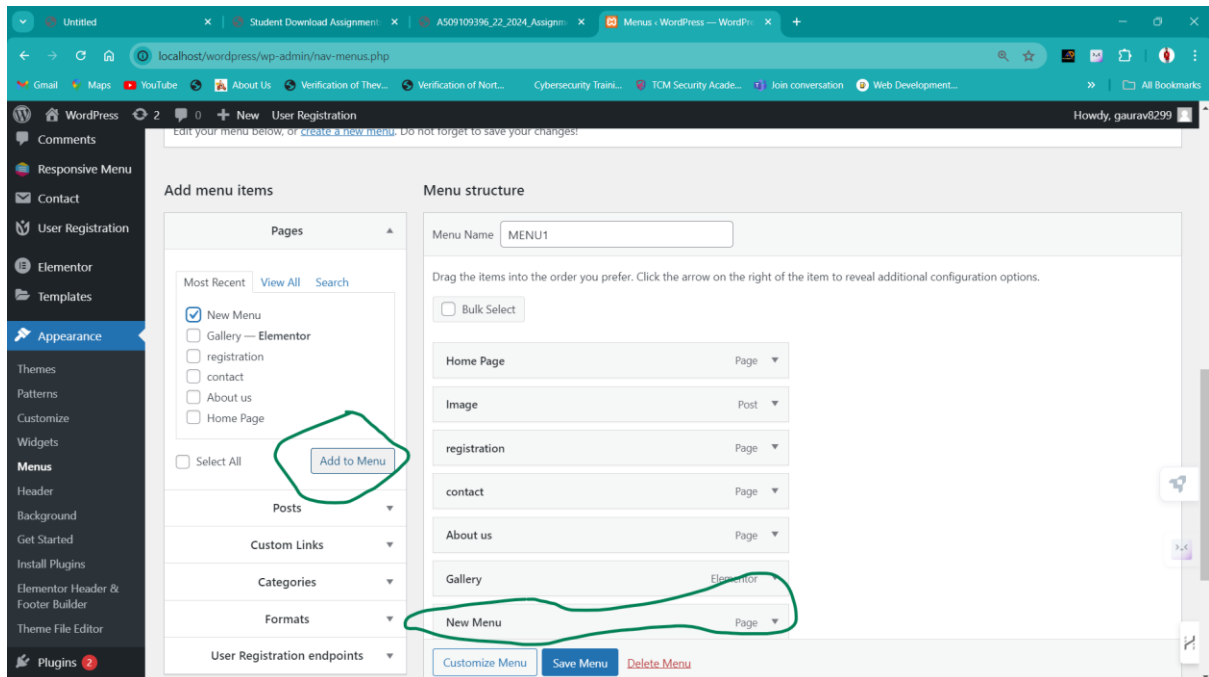 Untitled
Student Download Assignment
A509109396_22_2024_Assignm
Menus ‹ WordPress — WordPre
localhost/wordpress/wp-admin/nav-menus.php
Gmail Maps YouTube About Us Verification of Thev... Verification of Nort... Cybersecurity Traini... TCM Security Acade... Join conversation Web Development... » All Bookmarks
WordPress 2 0 + New User Registration Howdy, gaurav8299
Edit your menu below, or create a new menu. Do not forget to save your changes!
Comments
Responsive Menu
Contact
User Registration
Elementor
Templates
Appearance
Themes
Patterns
Customize
Widgets
Menus
Header
Background
Get Started
Install Plugins
Elementor Header &
Footer Builder
Theme File Editor
Plugins 2
Add menu items
Pages
Most Recent View All Search
New Menu
Gallery — Elementor
registration
contact
About us
Home Page
Select All Add to Menu
Posts
Custom Links
Categories
Formats
User Registration endpoints
Menu structure
Menu Name MENU1
Drag the items into the order you prefer. Click the arrow on the right of the item to reveal additional configuration options.
Bulk Select
Home Page Page
Image Post
registration Page
contact Page
About us Page
Gallery Elementor
New Menu Page
Customize Menu Save Menu Delete Menu